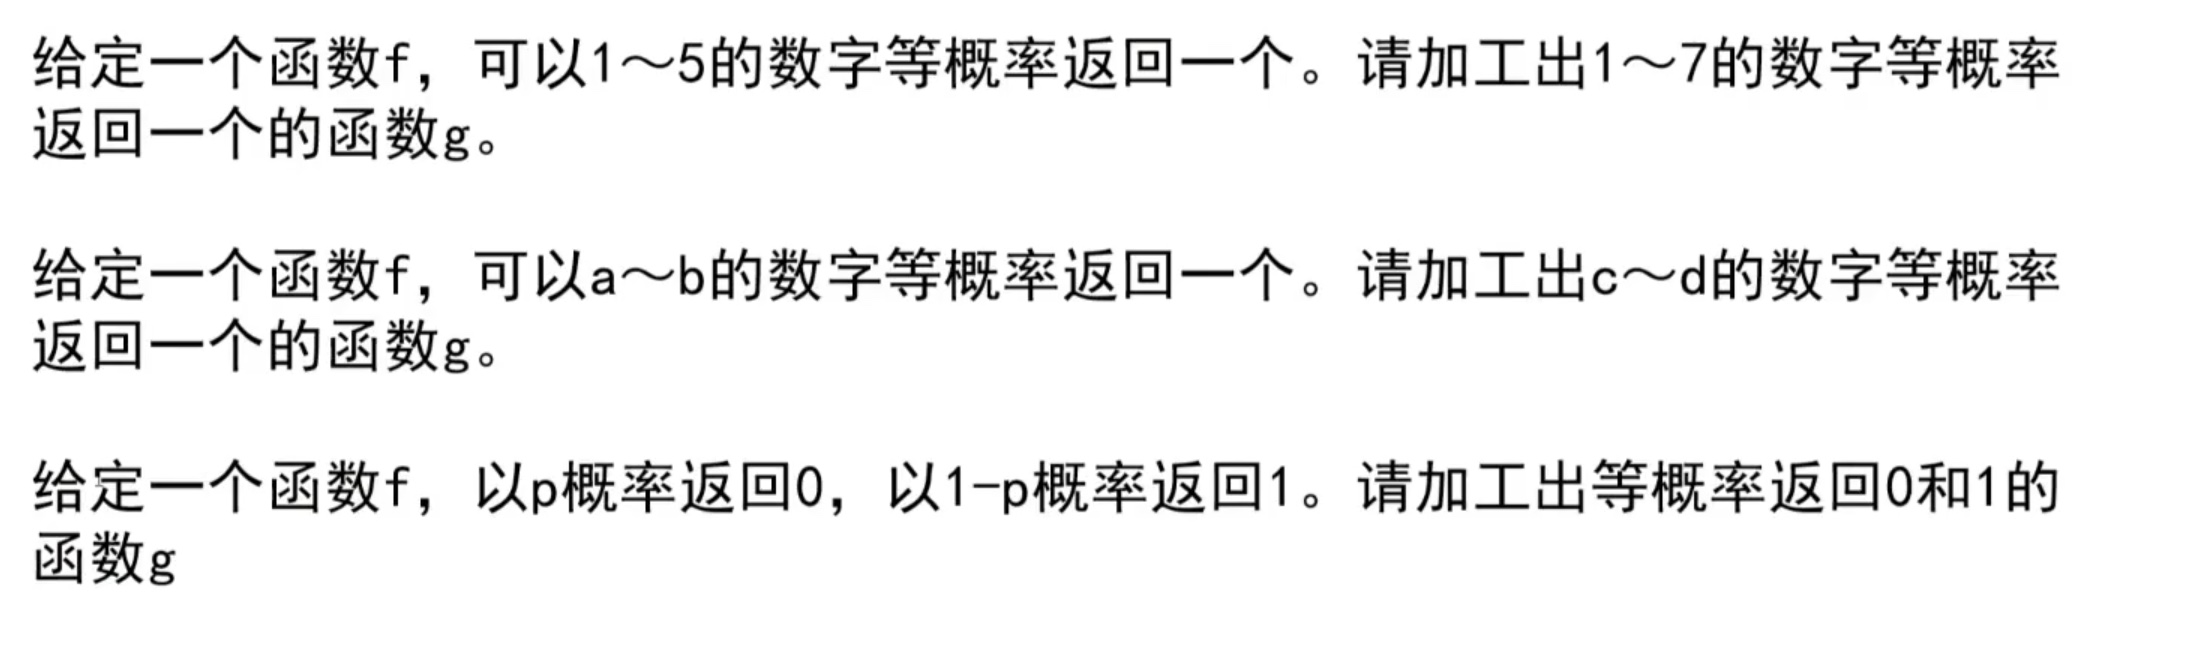 给定一个函数f，可以1～5的数字等概率返回一个。请加工出1～7的数字等概率
返回一个的函数g。
给定一个函数f，可以a～b的数字等概率返回一个。请加工出c～d的数字等概率
返回一个的函数g。
给定一个函数f，以p概率返回0，以1-p概率返回1。请加工出等概率返回0和1的
函数g